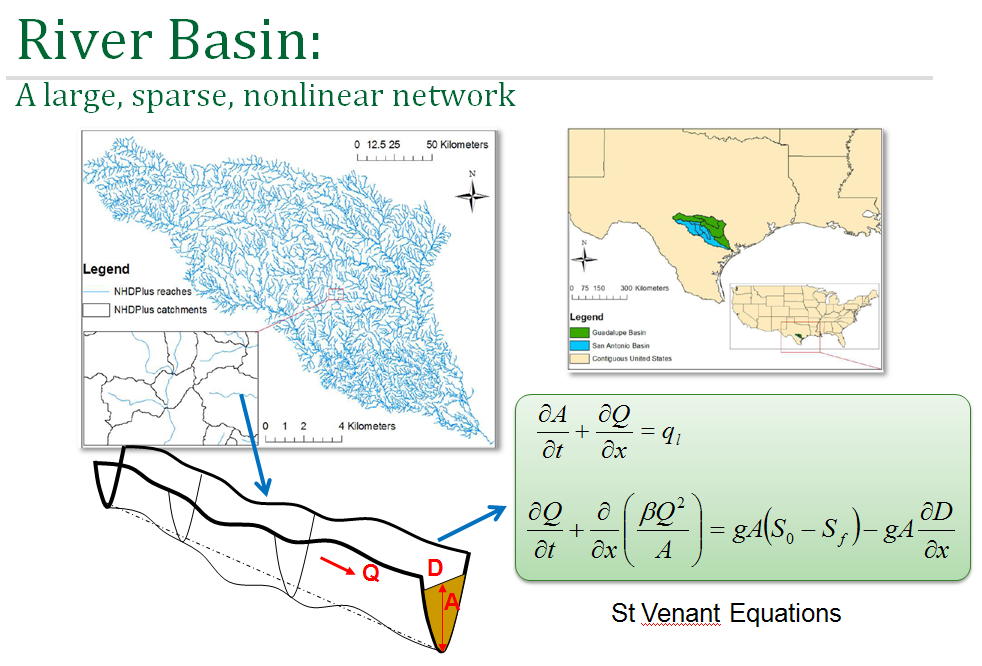 River Basin:
A large, sparse, nonlinear network
0 12.5 25 50 Kilometers
N
Legend
NHDPlus reaches
NHDPlus catchments
0 1 2 4 Kilometers
N
0 75 150 300 Kilometers
Legend
Guadalupe Basin
San Antonio Basin
Contiguous United States
Q
D
A
∂A/∂t + ∂Q/∂x = q_l
∂Q/∂t + ∂/∂x (βQ²/A) = gA(S₀ − S_f) − gA ∂D/∂x
St Venant Equations